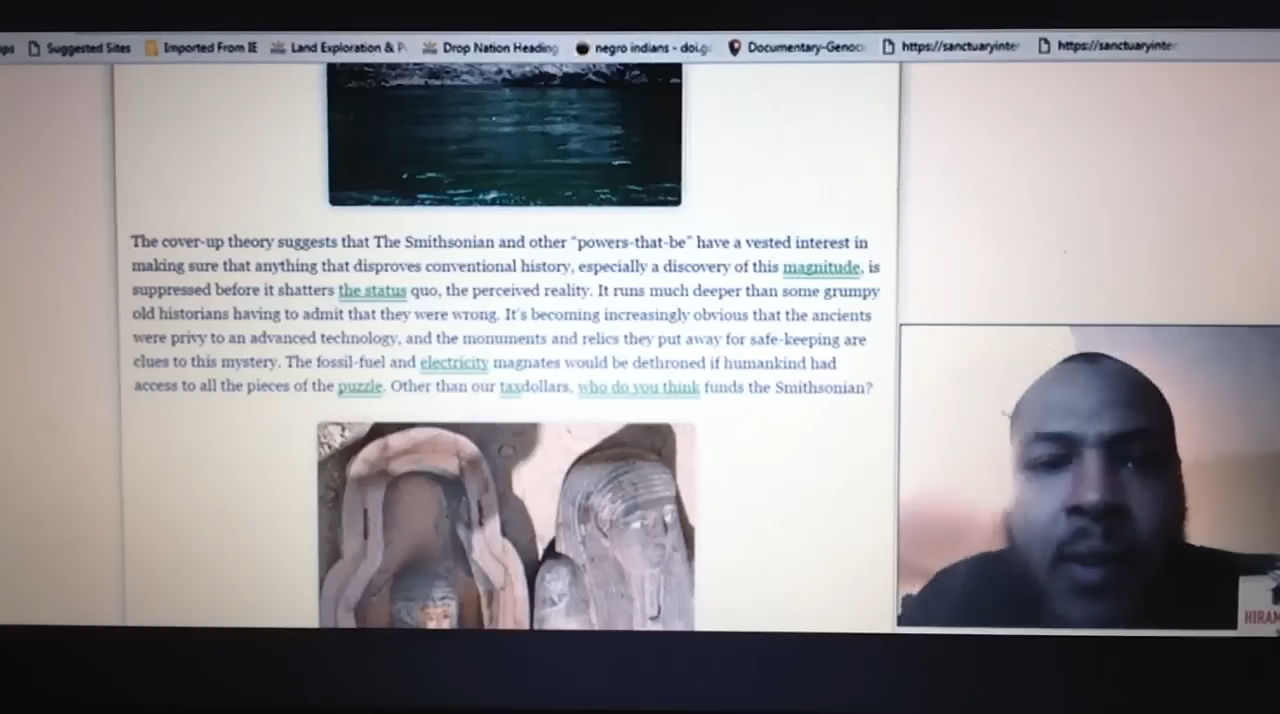 Suggested Sites Imported From IE Land Exploration & P Drop Nation Heading negro indians - doi.g Documentary-Genoc https://sanctuaryinte https://sanctuaryinte
The cover-up theory suggests that The Smithsonian and other "powers-that-be" have a vested interest in
making sure that anything that disproves conventional history, especially a discovery of this magnitude, is
suppressed before it shatters the status quo, the perceived reality. It runs much deeper than some grumpy
old historians having to admit that they were wrong. It's becoming increasingly obvious that the ancients
were privy to an advanced technology, and the monuments and relics they put away for safe-keeping are
clues to this mystery. The fossil-fuel and electricity magnates would be dethroned if humankind had
access to all the pieces of the puzzle. Other than our taxdollars, who do you think funds the Smithsonian?
HIRAM